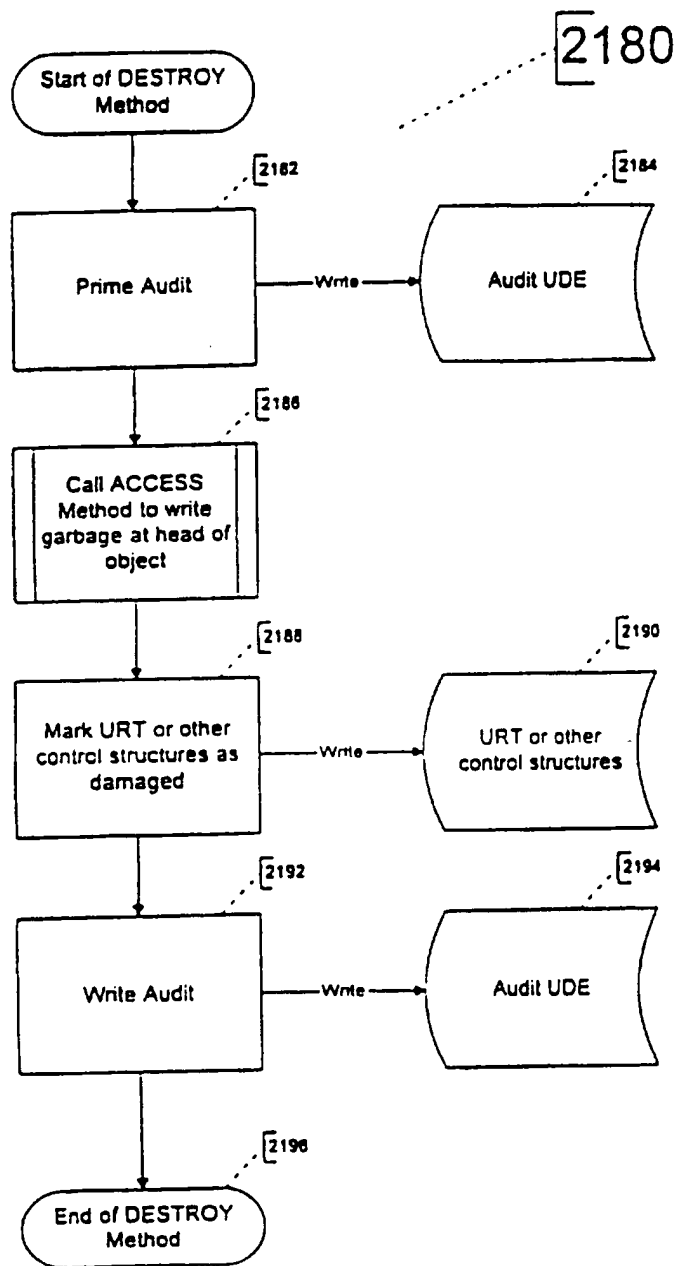 2180
Start of DESTROY
Method
2182
2184
Prime Audit
Write
Audit UDE
2186
Call ACCESS
Method to write
garbage at head of
object
2188
2190
Mark URT or other
control structures as
damaged
Write
URT or other
control structures
2192
2194
Write Audit
Write
Audit UDE
2196
End of DESTROY
Method